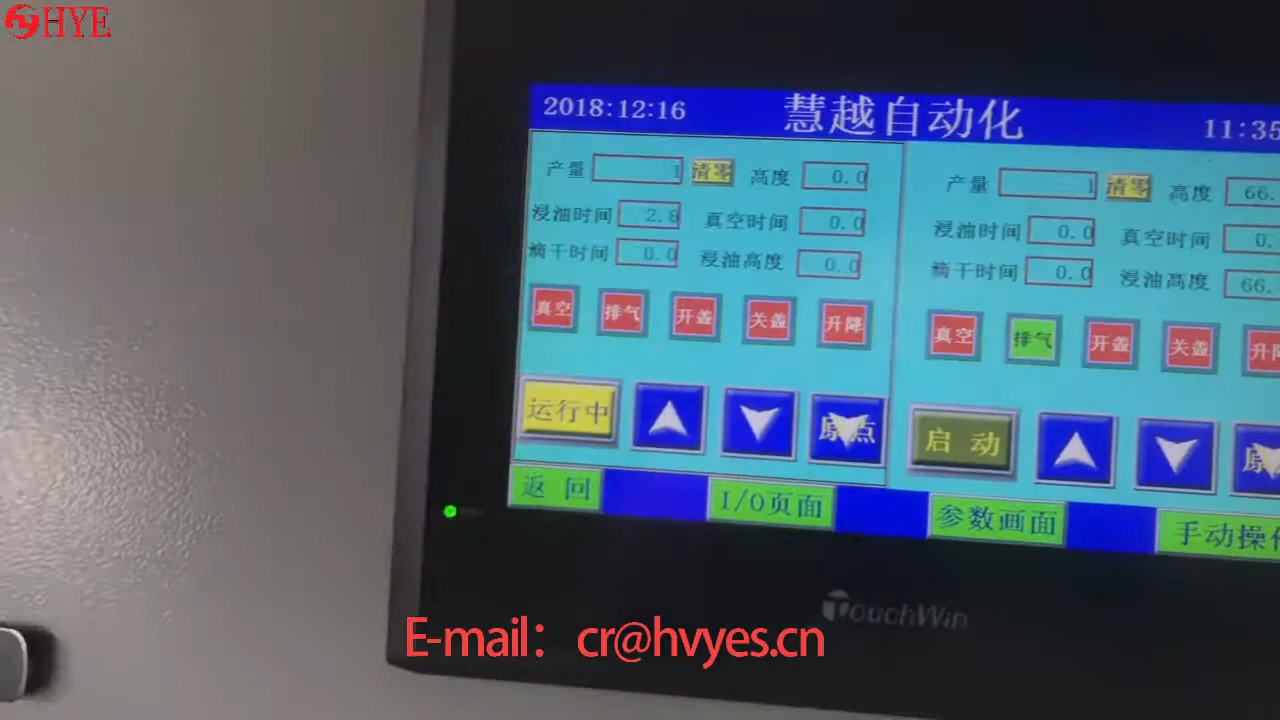 HYE
2018:12:16 慧越自动化 11:35
产量 1 清零 高度 0.0
浸油时间 2.8 真空时间 0.0
滴干时间 0.0 浸油高度 0.0
真空 排气 开盖 关盖 升降
运行中 原点
产量 1 清零 高度 66.
浸油时间 0.0 真空时间 0.
滴干时间 0.0 浸油高度 66.
真空 排气 开盖 关盖 升降
启动 原
返回 I/O页面 参数画面 手动操作
TouchWin
E-mail：cr@hvyes.cn